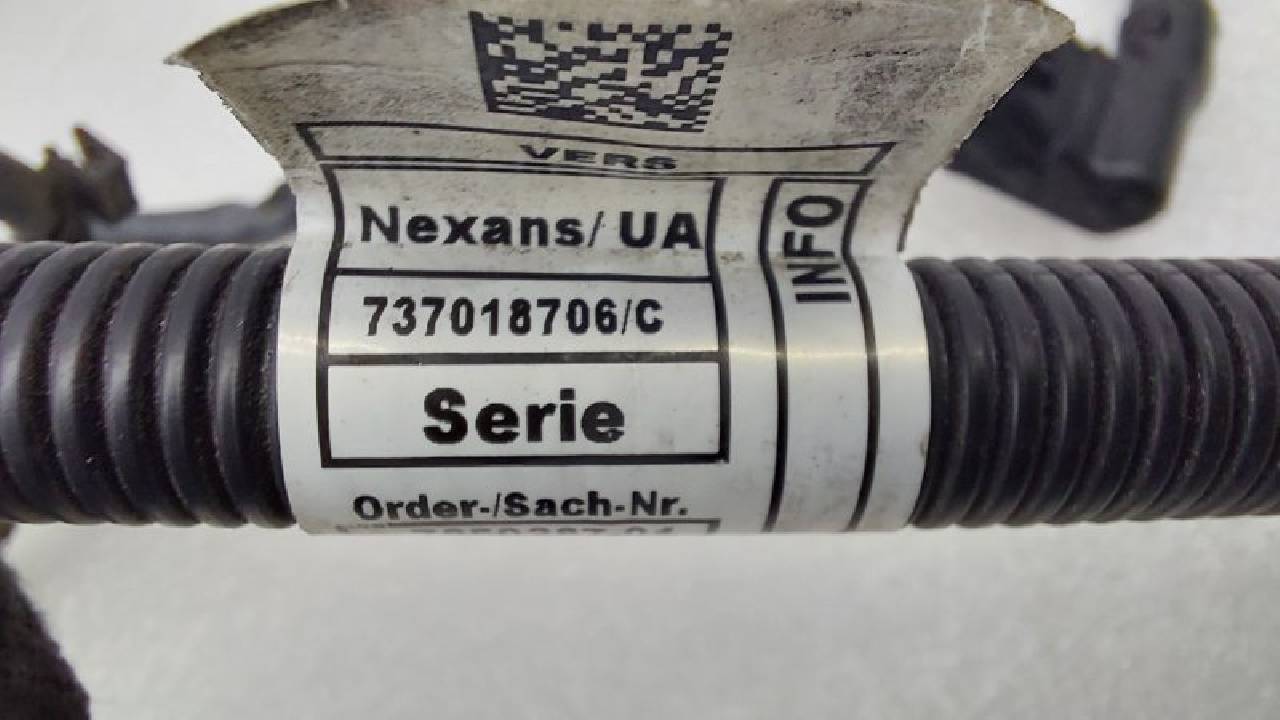 VERS
Nexans/ UA
737018706/C
Serie
Order-/Sach-Nr.
INFO